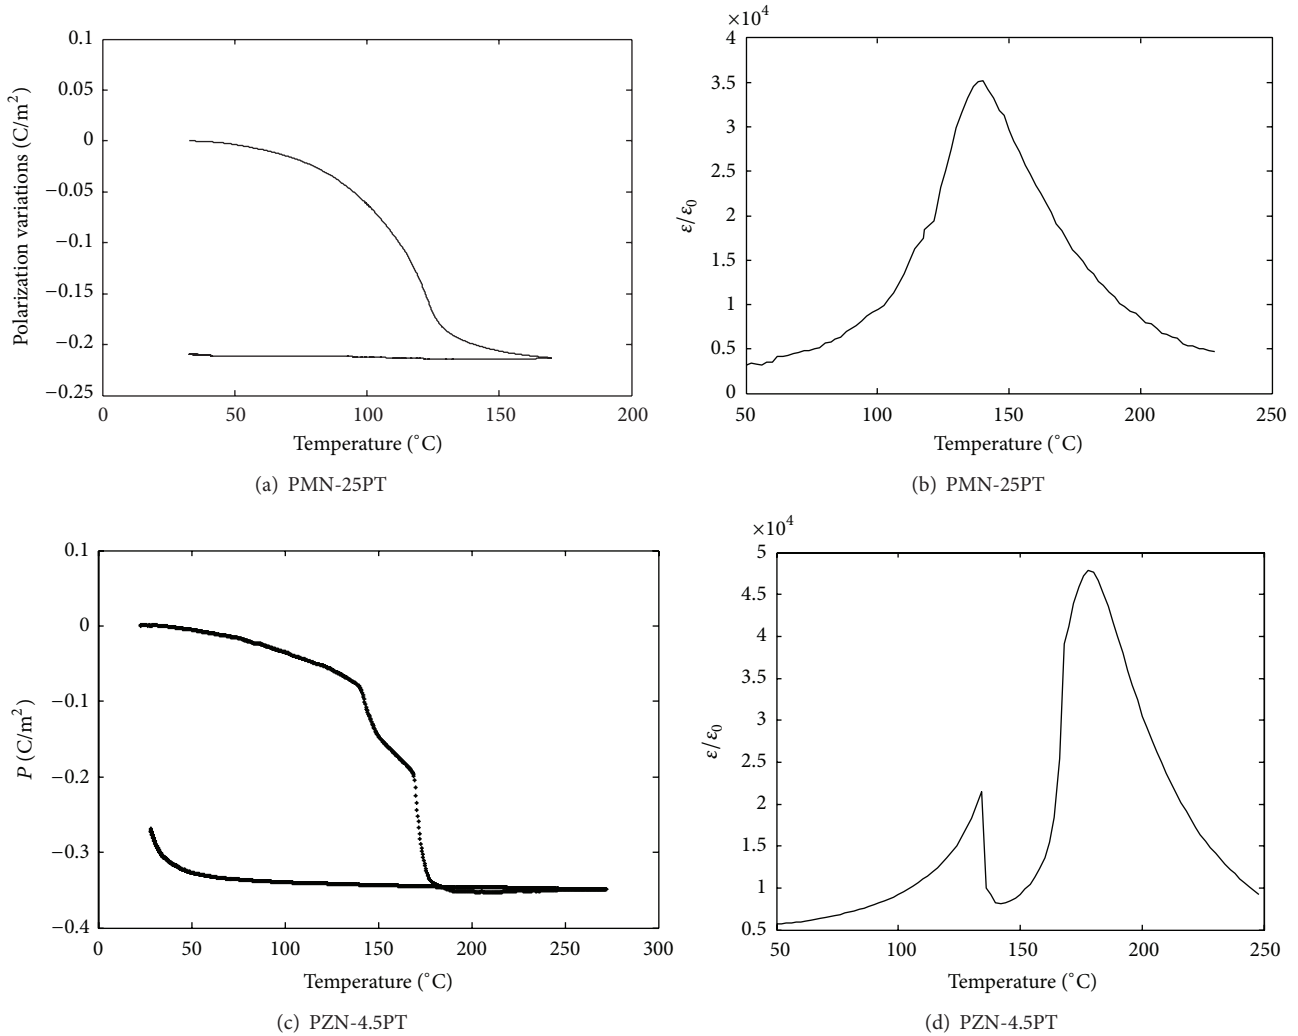 0.1
0.05
0
−0.05
−0.1
−0.15
−0.2
−0.25
Polarization variations (C/m²)
0 50 100 150 200
Temperature (°C)
(a) PMN-25PT
×10⁴
4
3.5
3
2.5
2
1.5
1
0.5
0
ε/ε₀
50 100 150 200 250
Temperature (°C)
(b) PMN-25PT
0.1
0
−0.1
−0.2
−0.3
−0.4
P (C/m²)
0 50 100 150 200 250 300
Temperature (°C)
(c) PZN-4.5PT
×10⁴
5
4.5
4
3.5
3
2.5
2
1.5
1
0.5
ε/ε₀
50 100 150 200 250
Temperature (°C)
(d) PZN-4.5PT